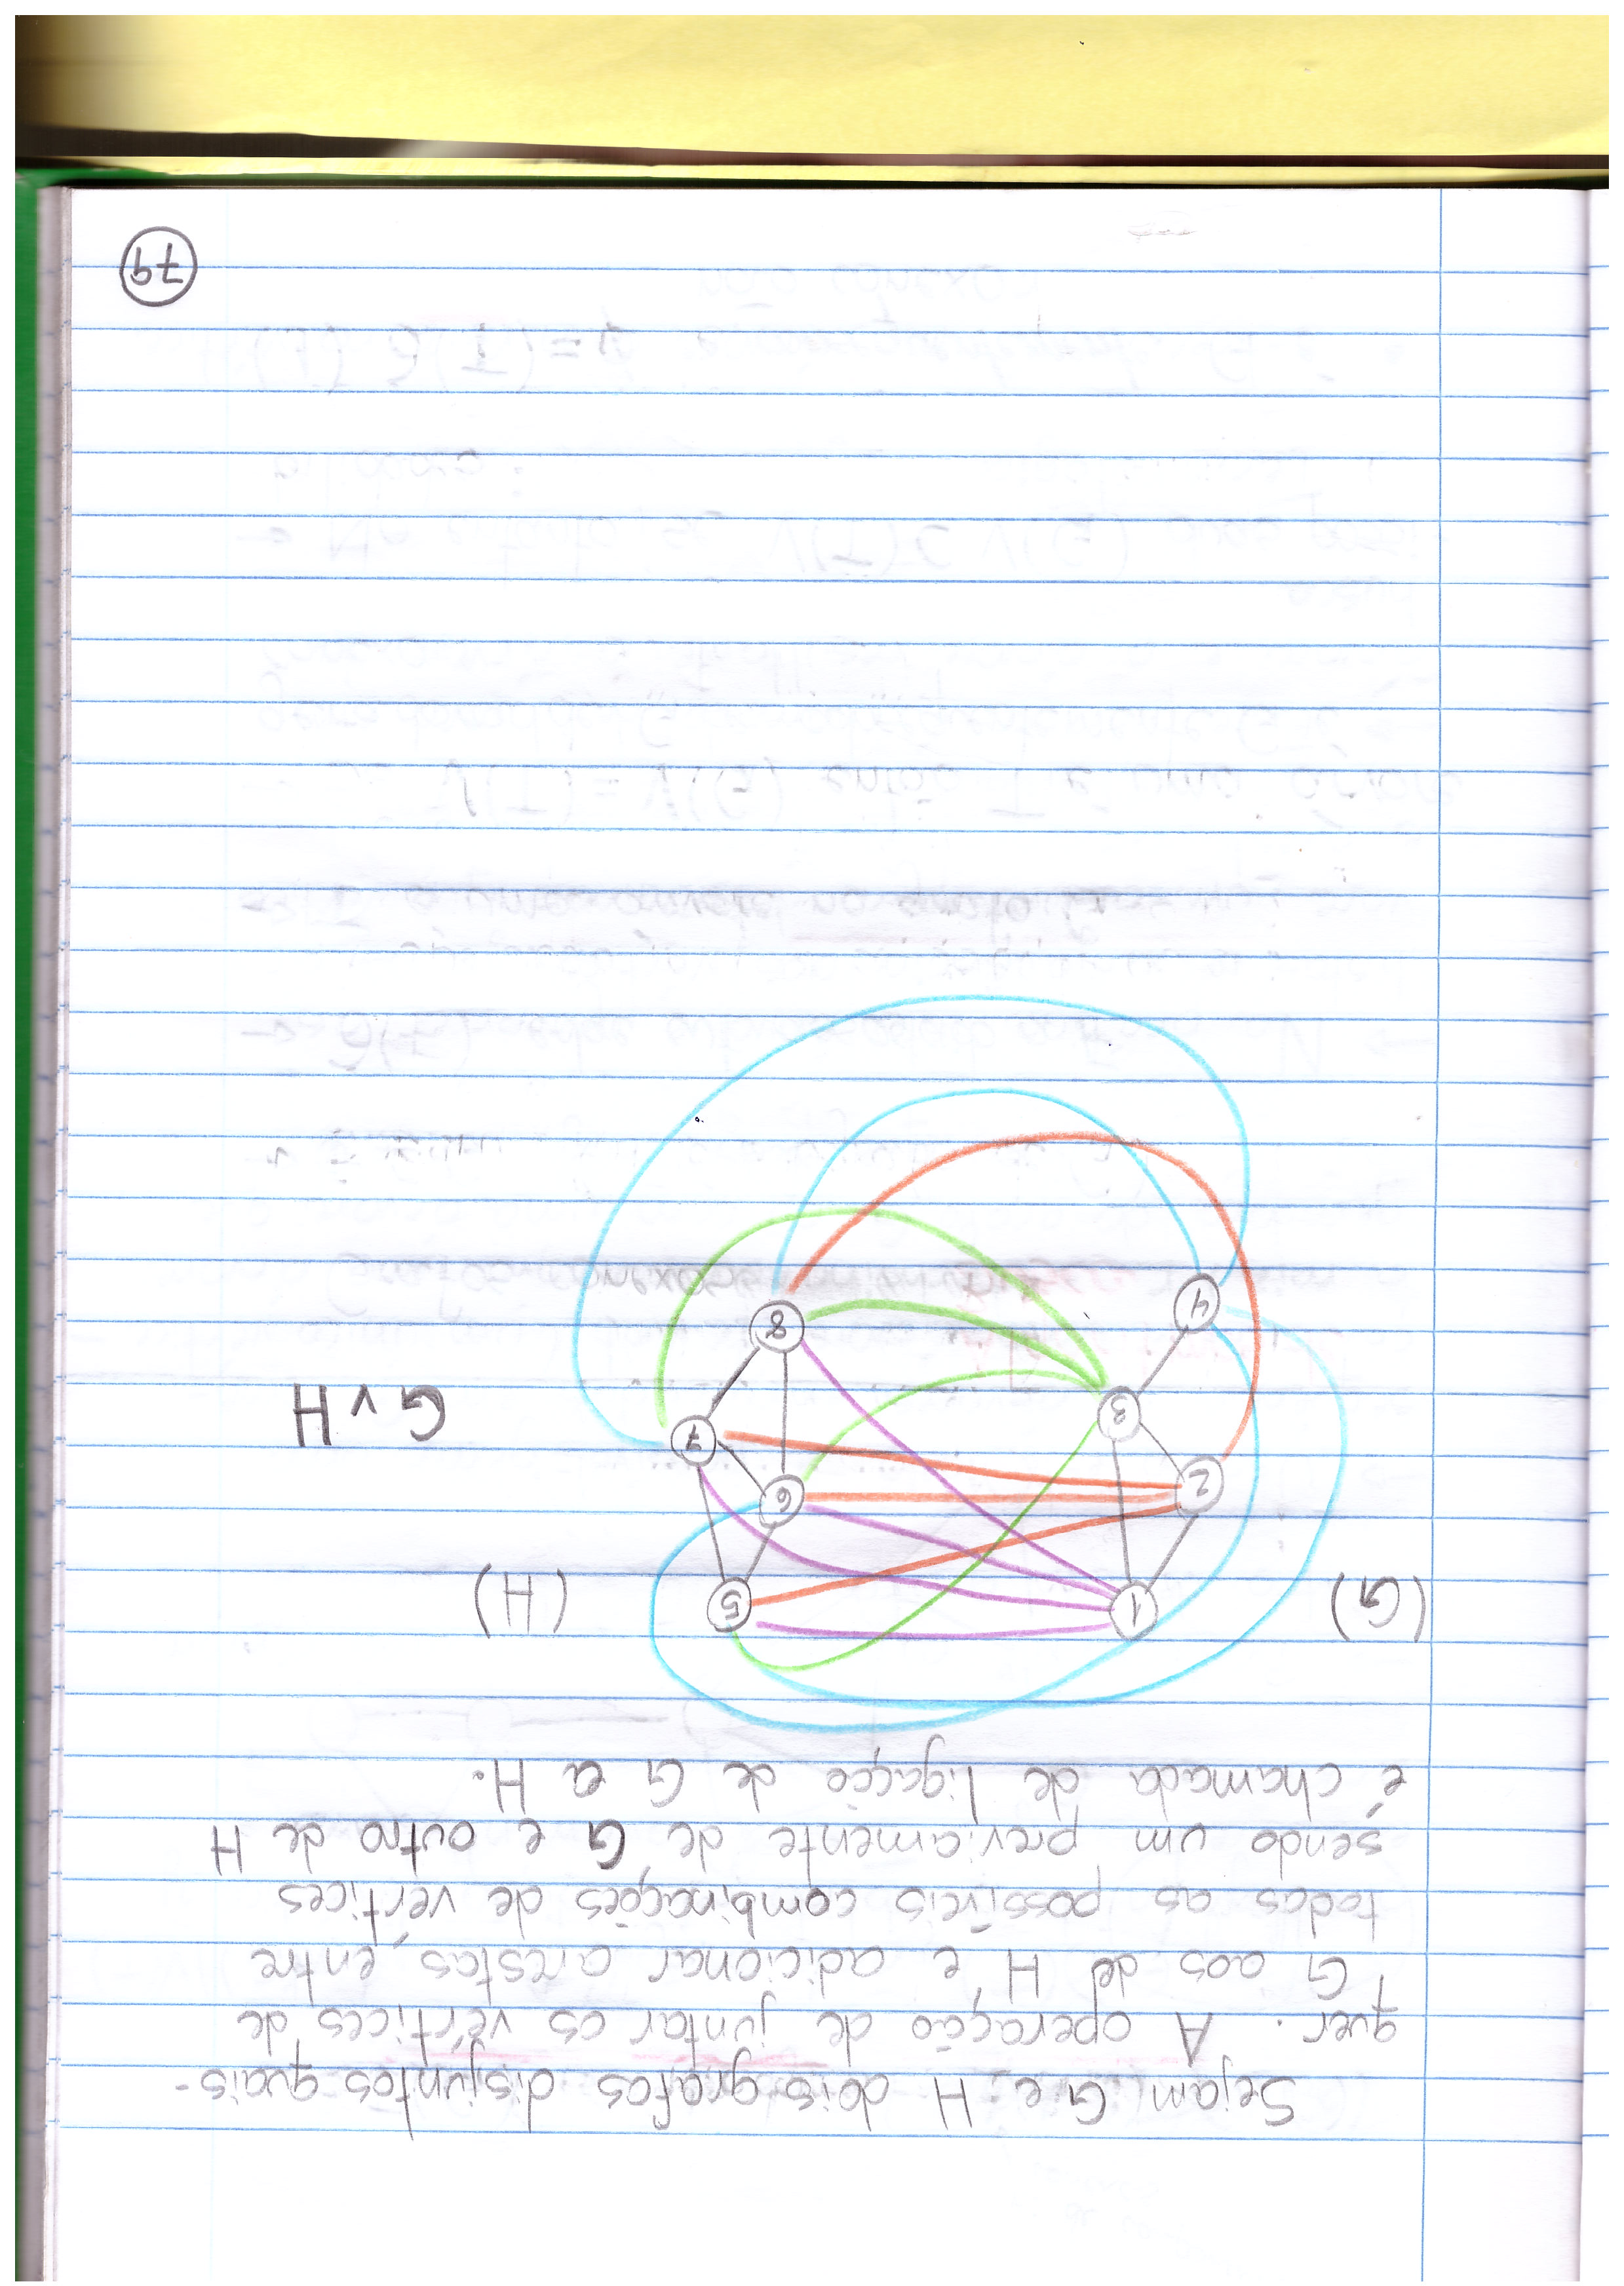 Sejam G e H dois grafos disjuntos quais-
quer. A operação de juntar os vértices de
G aos de H e adicionar arestas entre
todas as possíveis combinações de vértices
sendo um previamente de G e outro de H
é chamada de ligação de G a H.
(G) 1 5 (H)
2 6
3 7 G v H
4 8
79